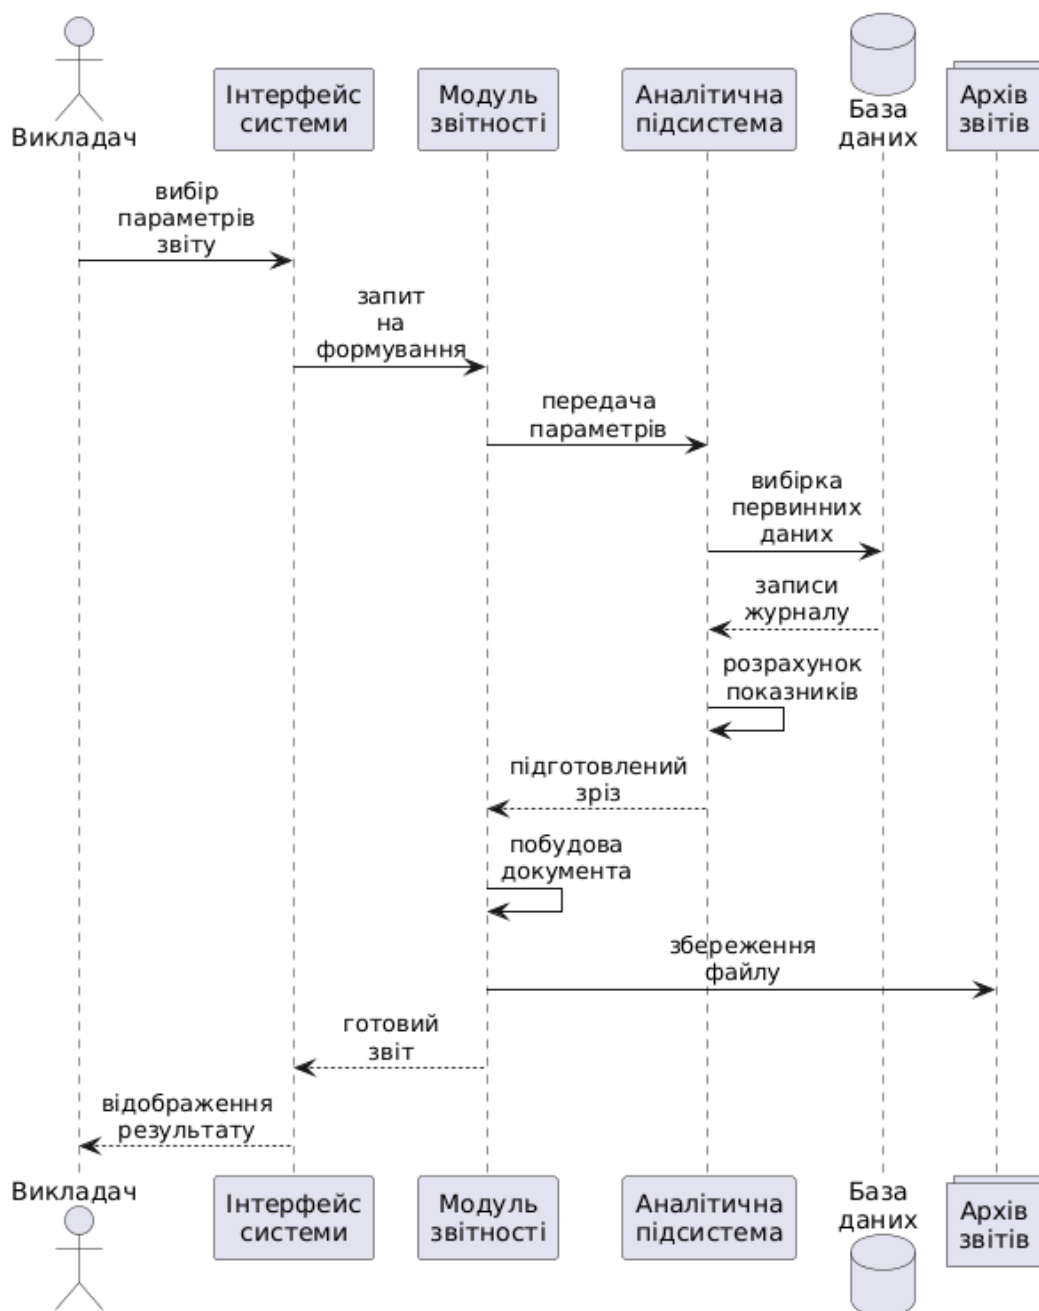 Викладач
Інтерфейс
системи
Модуль
звітності
Аналітична
підсистема
База
даних
Архів
звітів
вибір
параметрів
звіту
запит
на
формування
передача
параметрів
вибірка
первинних
даних
записи
журналу
розрахунок
показників
підготовлений
зріз
побудова
документа
збереження
файлу
готовий
звіт
відображення
результату
Викладач
Інтерфейс
системи
Модуль
звітності
Аналітична
підсистема
База
даних
Архів
звітів